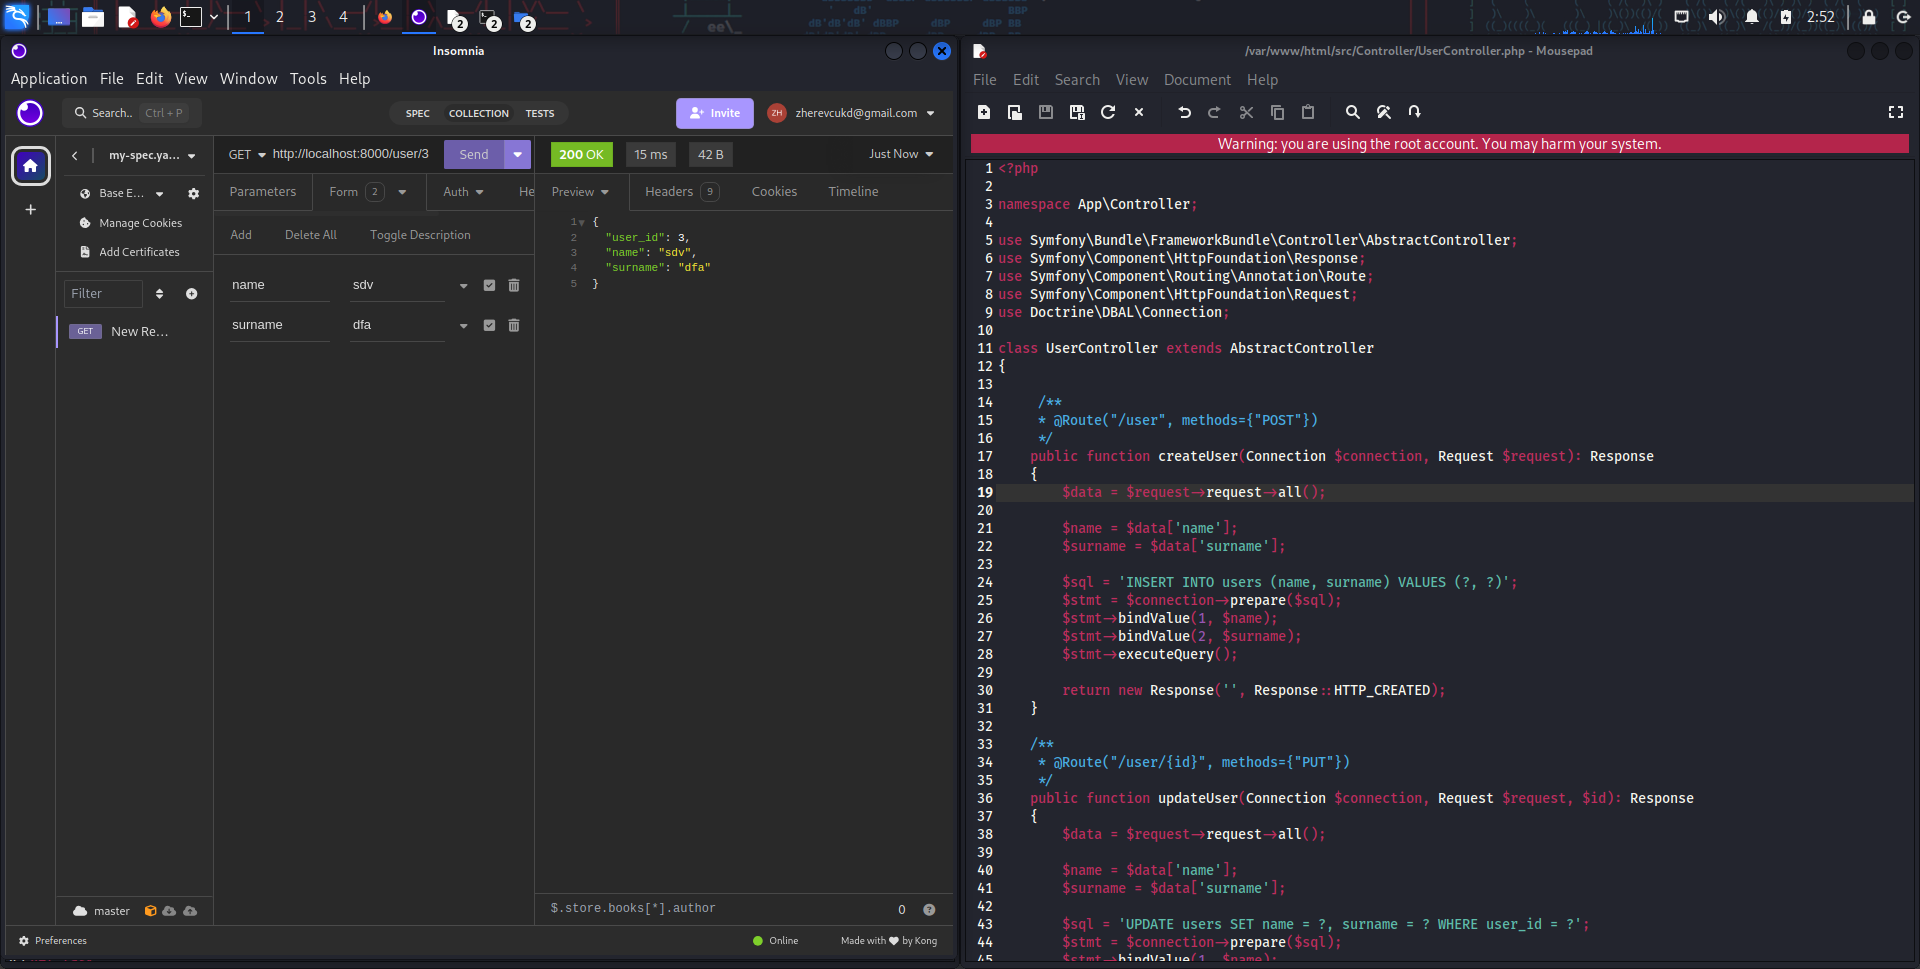 1 2 3 4 2 2 2 2:52
Insomnia
Application File Edit View Window Tools Help
Search.. Ctrl + P SPEC COLLECTION TESTS Invite ZH zherevcukd@gmail.com
my-spec.ya...
GET http://localhost:8000/user/3 Send
200 OK 15 ms 42 B Just Now
Base E...
Manage Cookies
Add Certificates
Filter
GET New Re...
Parameters Form 2 Auth He
Add Delete All Toggle Description
name sdv
surname dfa
Preview Headers 9 Cookies Timeline
1 {
2 "user_id": 3,
3 "name": "sdv",
4 "surname": "dfa"
5 }
$.store.books[*].author 0
master
Preferences Online Made with ❤ by Kong
/var/www/html/src/Controller/UserController.php - Mousepad
File Edit Search View Document Help
Warning: you are using the root account. You may harm your system.
1 <?php
2
3 namespace App\Controller;
4
5 use Symfony\Bundle\FrameworkBundle\Controller\AbstractController;
6 use Symfony\Component\HttpFoundation\Response;
7 use Symfony\Component\Routing\Annotation\Route;
8 use Symfony\Component\HttpFoundation\Request;
9 use Doctrine\DBAL\Connection;
10
11 class UserController extends AbstractController
12 {
13
14 /**
15 * @Route("/user", methods={"POST"})
16 */
17 public function createUser(Connection $connection, Request $request): Response
18 {
19 $data = $request->request->all();
20
21 $name = $data['name'];
22 $surname = $data['surname'];
23
24 $sql = 'INSERT INTO users (name, surname) VALUES (?, ?)';
25 $stmt = $connection->prepare($sql);
26 $stmt->bindValue(1, $name);
27 $stmt->bindValue(2, $surname);
28 $stmt->executeQuery();
29
30 return new Response('', Response::HTTP_CREATED);
31 }
32
33 /**
34 * @Route("/user/{id}", methods={"PUT"})
35 */
36 public function updateUser(Connection $connection, Request $request, $id): Response
37 {
38 $data = $request->request->all();
39
40 $name = $data['name'];
41 $surname = $data['surname'];
42
43 $sql = 'UPDATE users SET name = ?, surname = ? WHERE user_id = ?';
44 $stmt = $connection->prepare($sql);
45 $stmt->bindValue(1, $name);